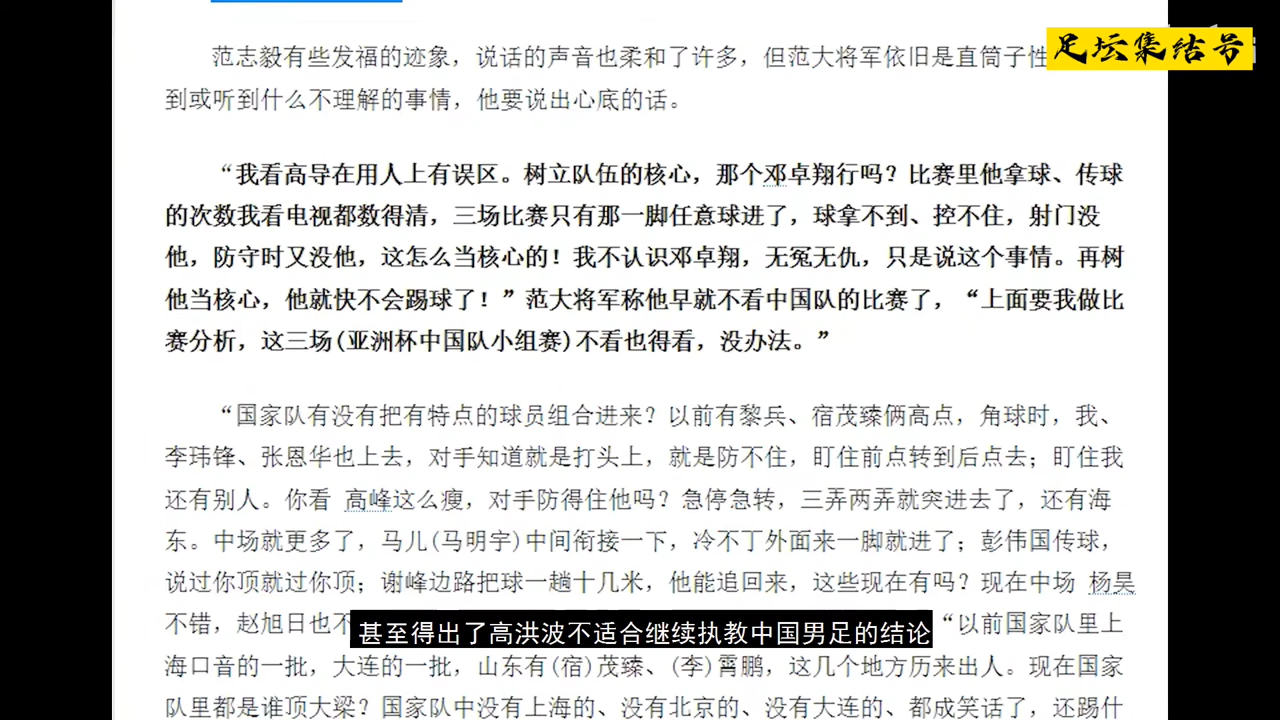 足坛集结号
范志毅有些发福的迹象，说话的声音也柔和了许多，但范大将军依旧是直筒子性
到或听到什么不理解的事情，他要说出心底的话。
“我看高导在用人上有误区。树立队伍的核心，那个邓卓翔行吗？比赛里他拿球、传球
的次数我看电视都数得清，三场比赛只有那一脚任意球进了，球拿不到、控不住，射门没
他，防守时又没他，这怎么当核心的！我不认识邓卓翔，无冤无仇，只是说这个事情。再树
他当核心，他就快不会踢球了！”范大将军称他早就不看中国队的比赛了，“上面要我做比
赛分析，这三场(亚洲杯中国队小组赛)不看也得看，没办法。”
“国家队有没有把有特点的球员组合进来？以前有黎兵、宿茂臻俩高点，角球时，我、
李玮锋、张恩华也上去，对手知道就是打头上，就是防不住，盯住前点转到后点去；盯住我
还有别人。你看 高峰这么瘦，对手防得住他吗？急停急转，三弄两弄就突进去了，还有海
东。中场就更多了，马儿(马明宇)中间衔接一下，冷不丁外面来一脚就进了；彭伟国传球，
说过你顶就过你顶；谢峰边路把球一趟十几米，他能追回来，这些现在有吗？现在中场 杨昊
不错，赵旭日也不 “以前国家队里上
甚至得出了高洪波不适合继续执教中国男足的结论
海口音的一批，大连的一批，山东有(宿)茂臻、(李)霄鹏，这几个地方历来出人。现在国家
队里都是谁顶大梁？国家队中没有上海的、没有北京的、没有大连的、都成笑话了，还踢什